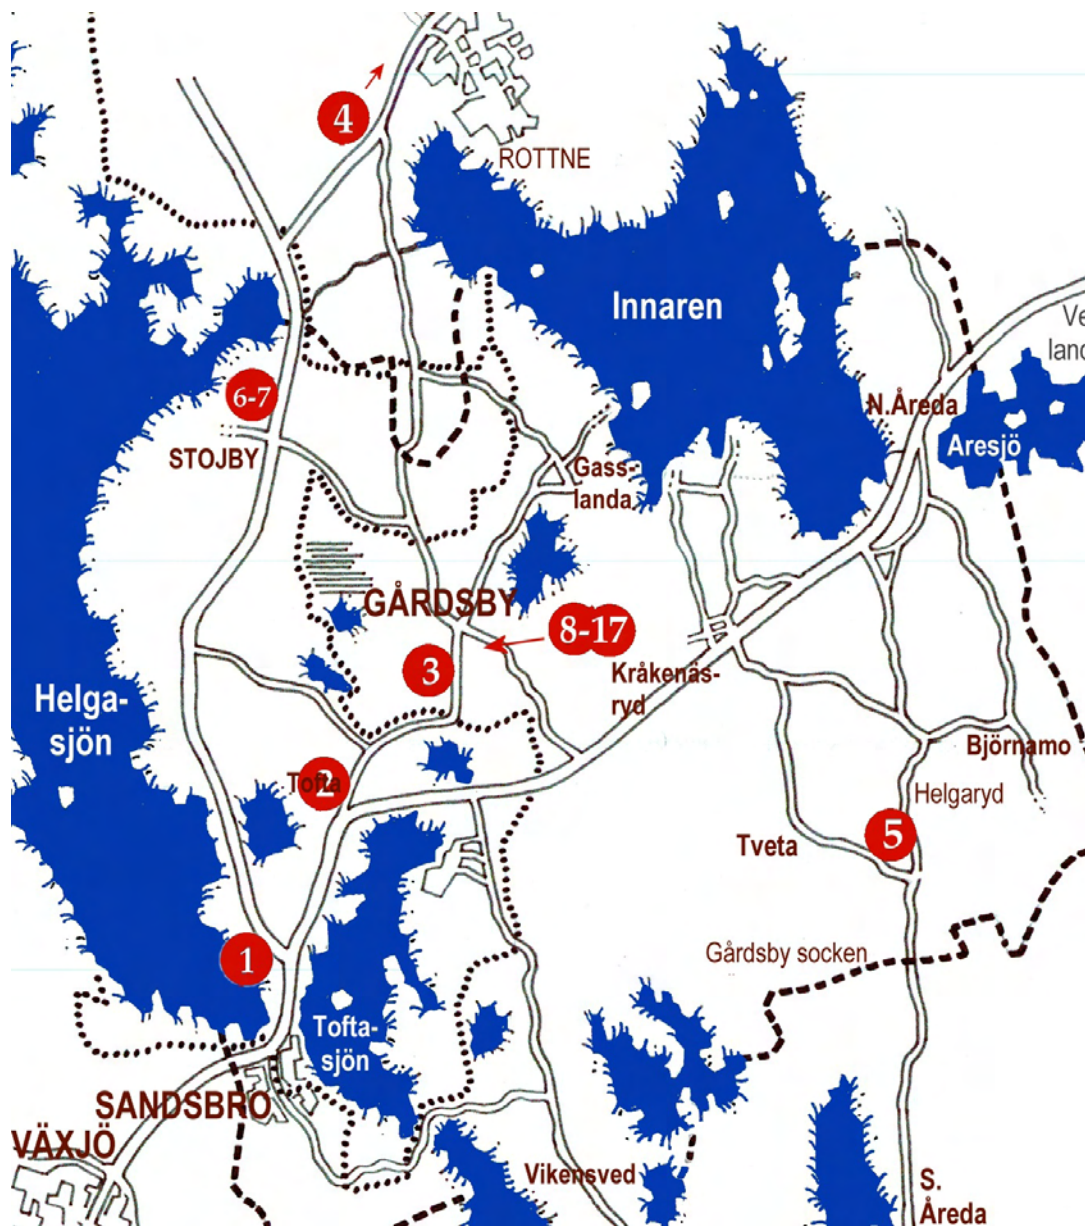 4
ROTTNE
Innaren
Ve
land
6-7
N.Åreda
STOJBY
Aresjö
Gass-
landa
GÅRDSBY
8-17
3
Kråkenäs-
ryd
Helga-
sjön
Björnamo
2
Tofta
Helgaryd
5
Tveta
1
Gårdsby socken
Tofta-
sjön
SANDSBRO
VÄXJÖ
Vikensved
S.
Åreda